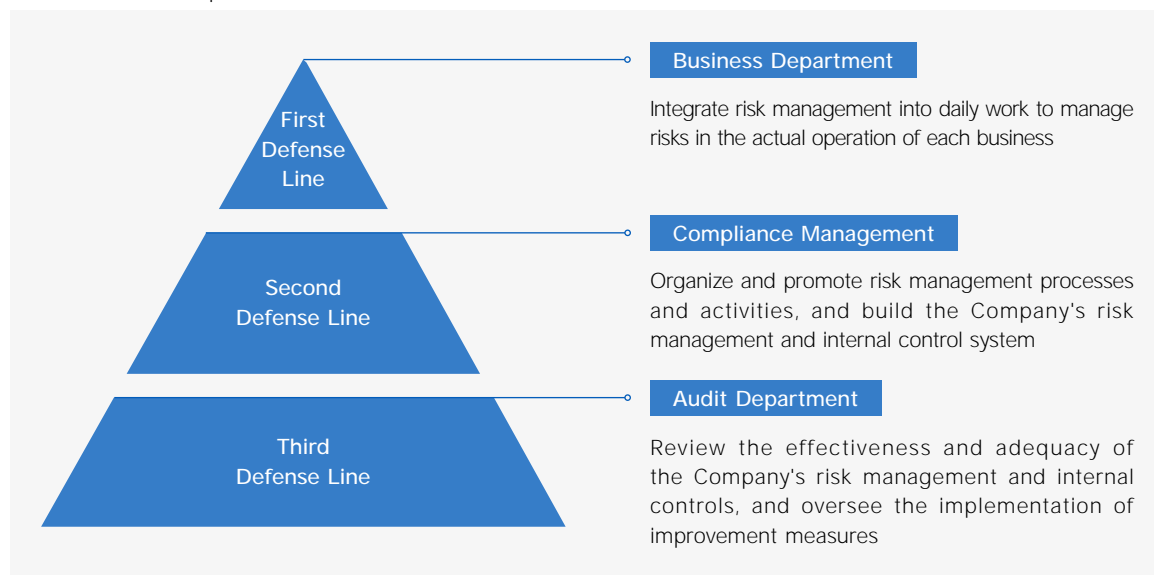 First
Defense
Line
Business Department
Integrate risk management into daily work to manage
risks in the actual operation of each business
Second
Defense Line
Compliance Management
Organize and promote risk management processes
and activities, and build the Company's risk
management and internal control system
Third
Defense Line
Audit Department
Review the effectiveness and adequacy of
the Company's risk management and internal
controls, and oversee the implementation of
improvement measures